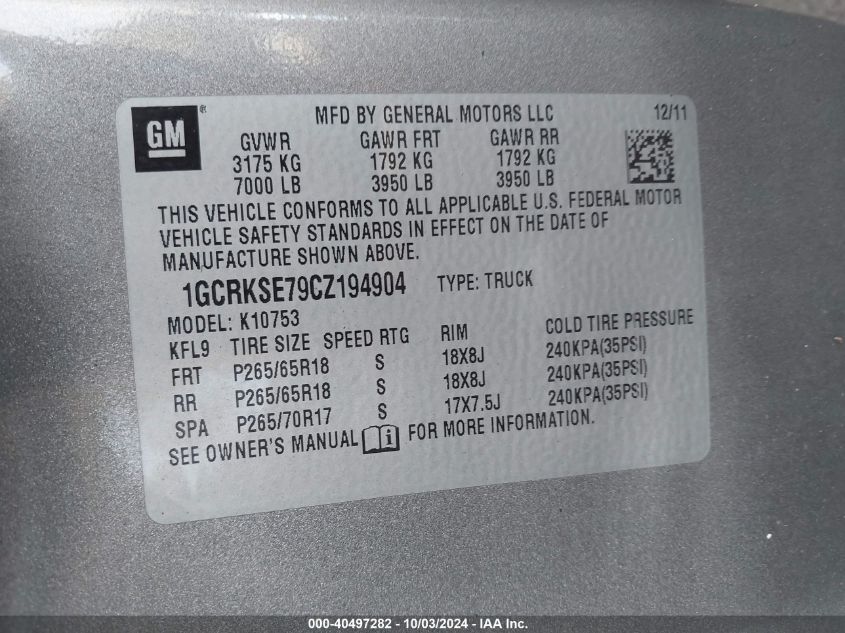 GM ® MFD BY GENERAL MOTORS LLC 12/11
GVWR GAWR FRT GAWR RR
3175 KG 1792 KG 1792 KG
7000 LB 3950 LB 3950 LB
THIS VEHICLE CONFORMS TO ALL APPLICABLE U.S. FEDERAL MOTOR
VEHICLE SAFETY STANDARDS IN EFFECT ON THE DATE OF
MANUFACTURE SHOWN ABOVE.
1GCRKSE79CZ194904 TYPE: TRUCK
MODEL: K10753
KFL9 TIRE SIZE SPEED RTG RIM COLD TIRE PRESSURE
FRT P265/65R18 S 18X8J 240KPA(35PSI)
RR P265/65R18 S 18X8J 240KPA(35PSI)
SPA P265/70R17 S 17X7.5J 240KPA(35PSI)
SEE OWNER'S MANUAL i FOR MORE INFORMATION.
000-40497282 - 10/03/2024 - IAA Inc.